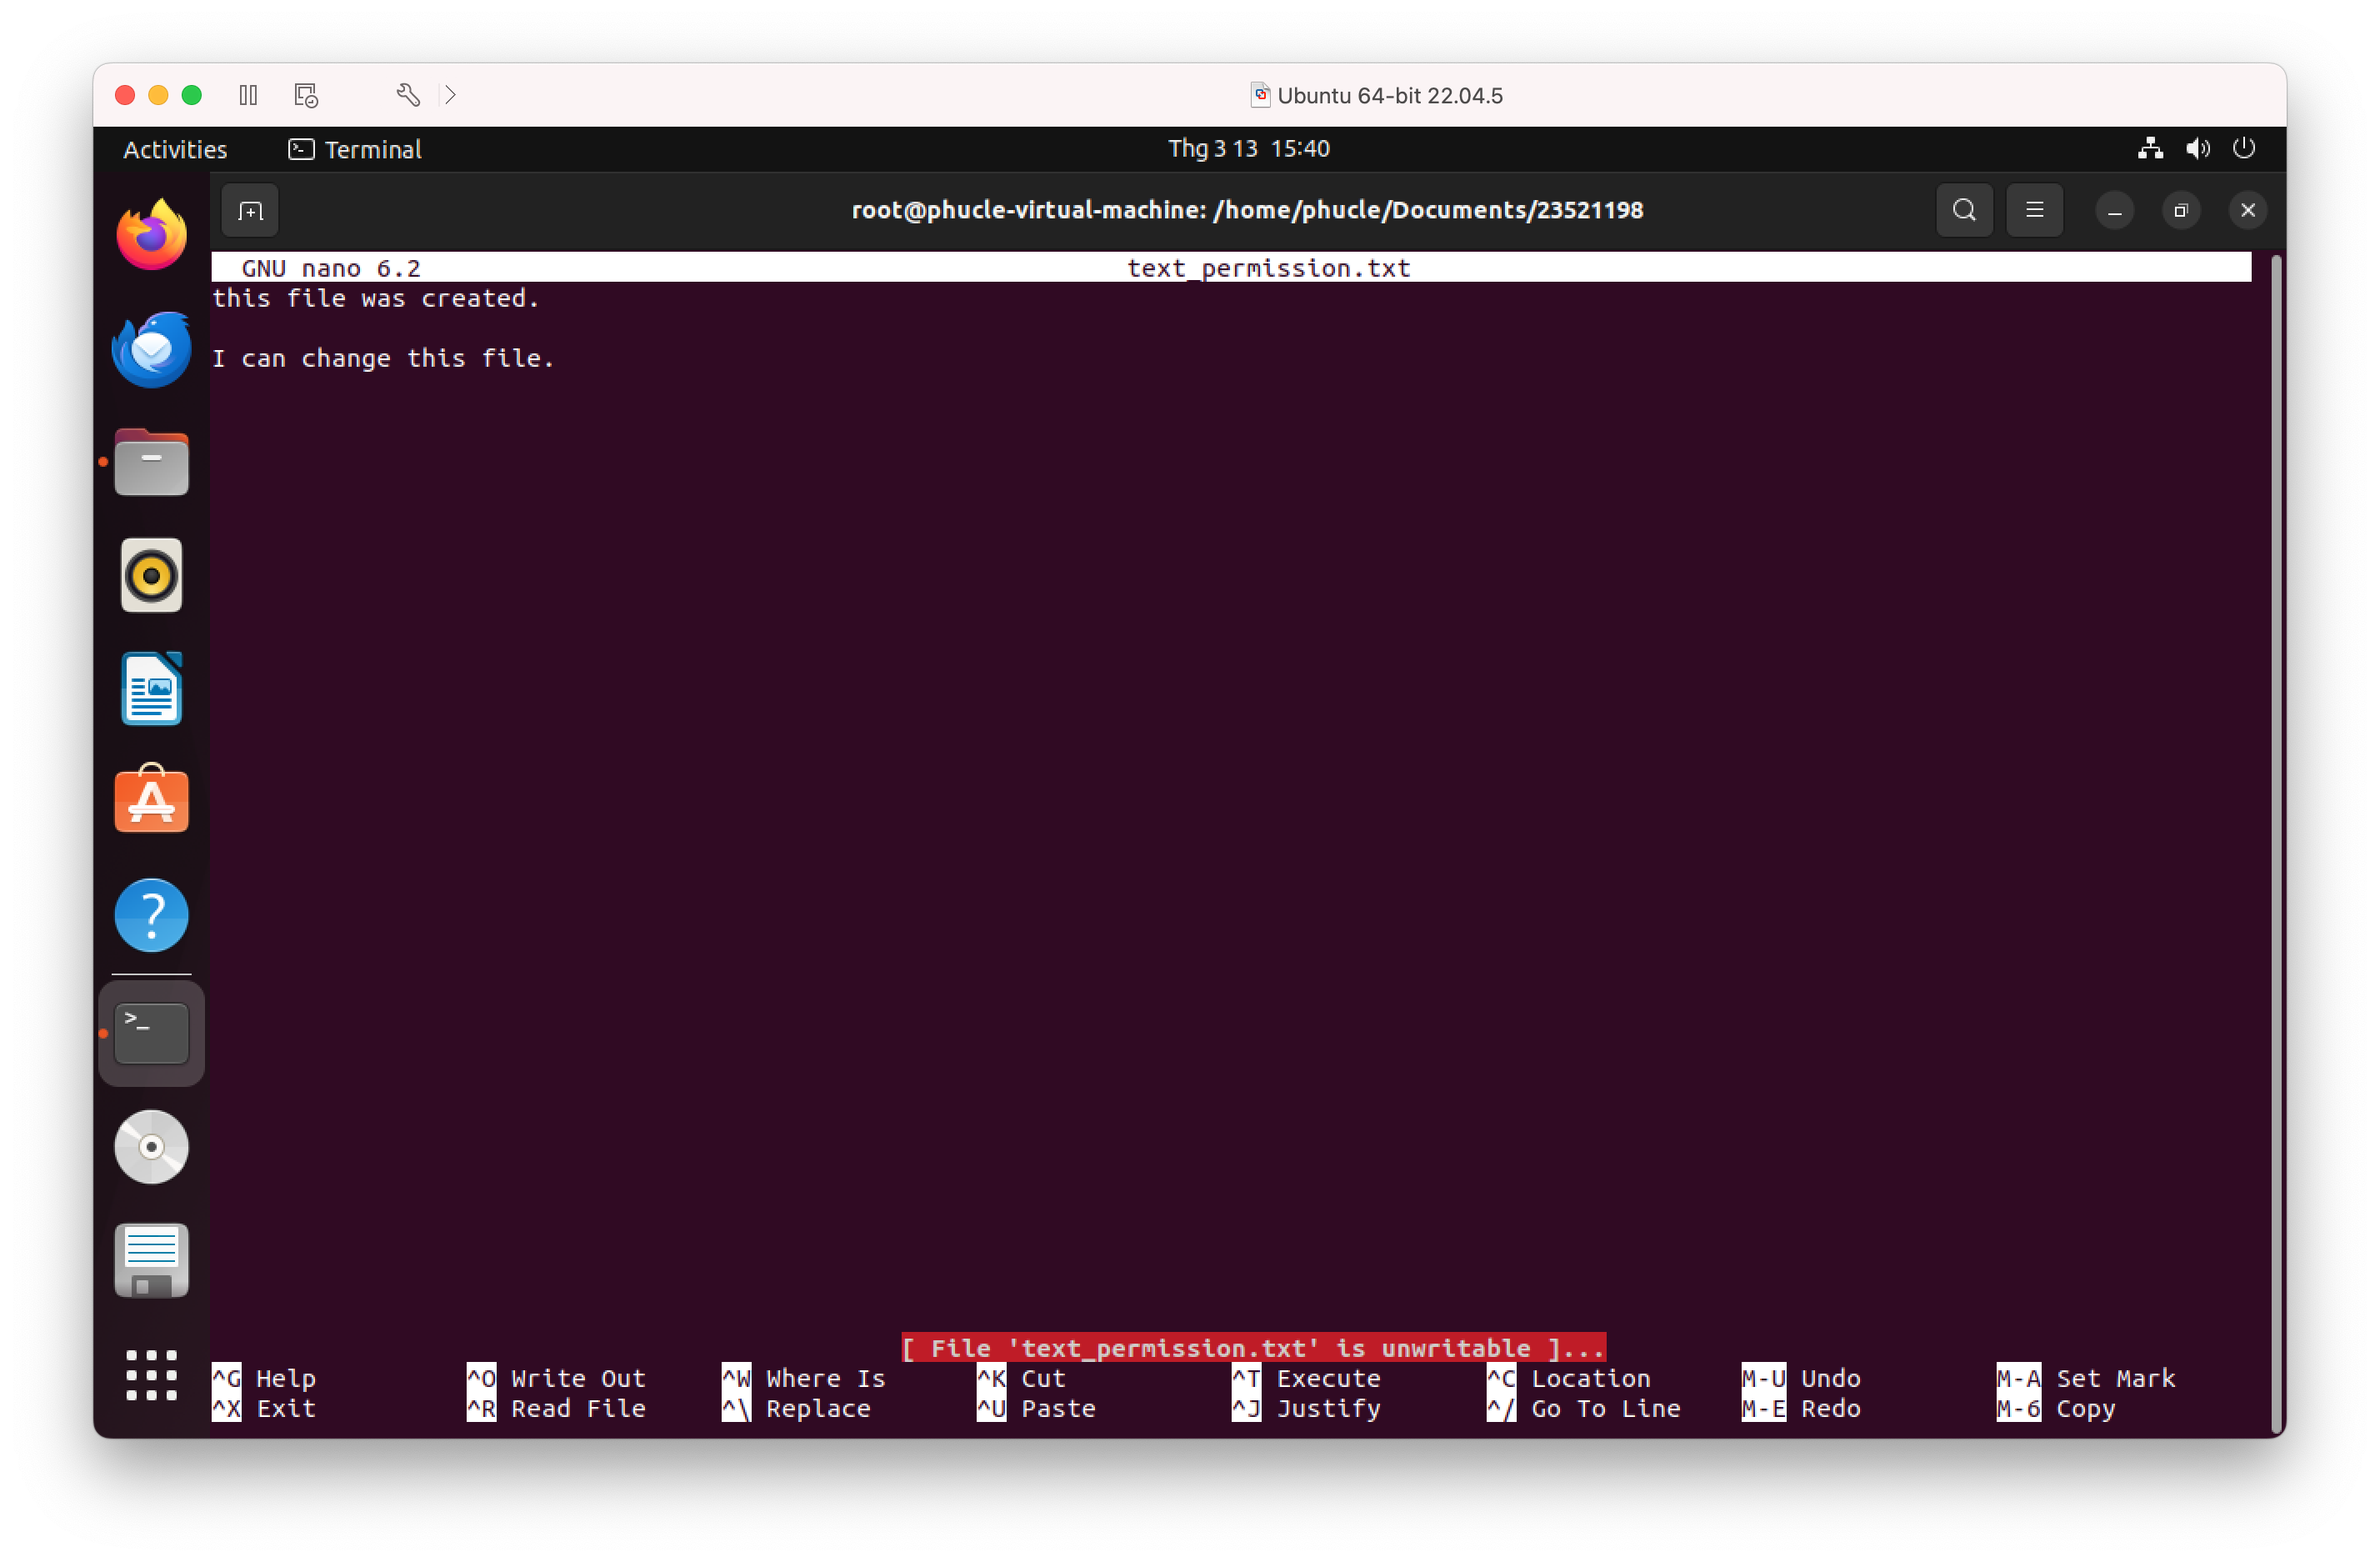 Ubuntu 64-bit 22.04.5
Activities Terminal Thg 3 13 15:40
root@phucle-virtual-machine: /home/phucle/Documents/23521198
GNU nano 6.2 text_permission.txt
this file was created.
I can change this file.
[ File 'text_permission.txt' is unwritable ]...
^G Help ^O Write Out ^W Where Is ^K Cut ^T Execute ^C Location M-U Undo M-A Set Mark
^X Exit ^R Read File ^\ Replace ^U Paste ^J Justify ^/ Go To Line M-E Redo M-6 Copy